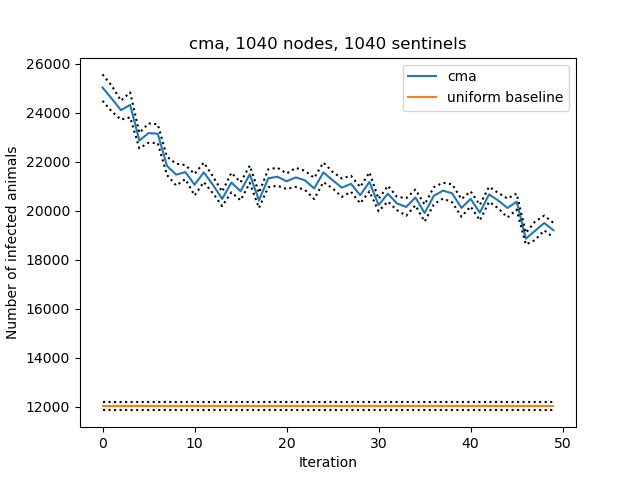 cma, 1040 nodes, 1040 sentinels
cma
uniform baseline
Number of infected animals
26000
24000
22000
20000
18000
16000
14000
12000
0 10 20 30 40 50
Iteration